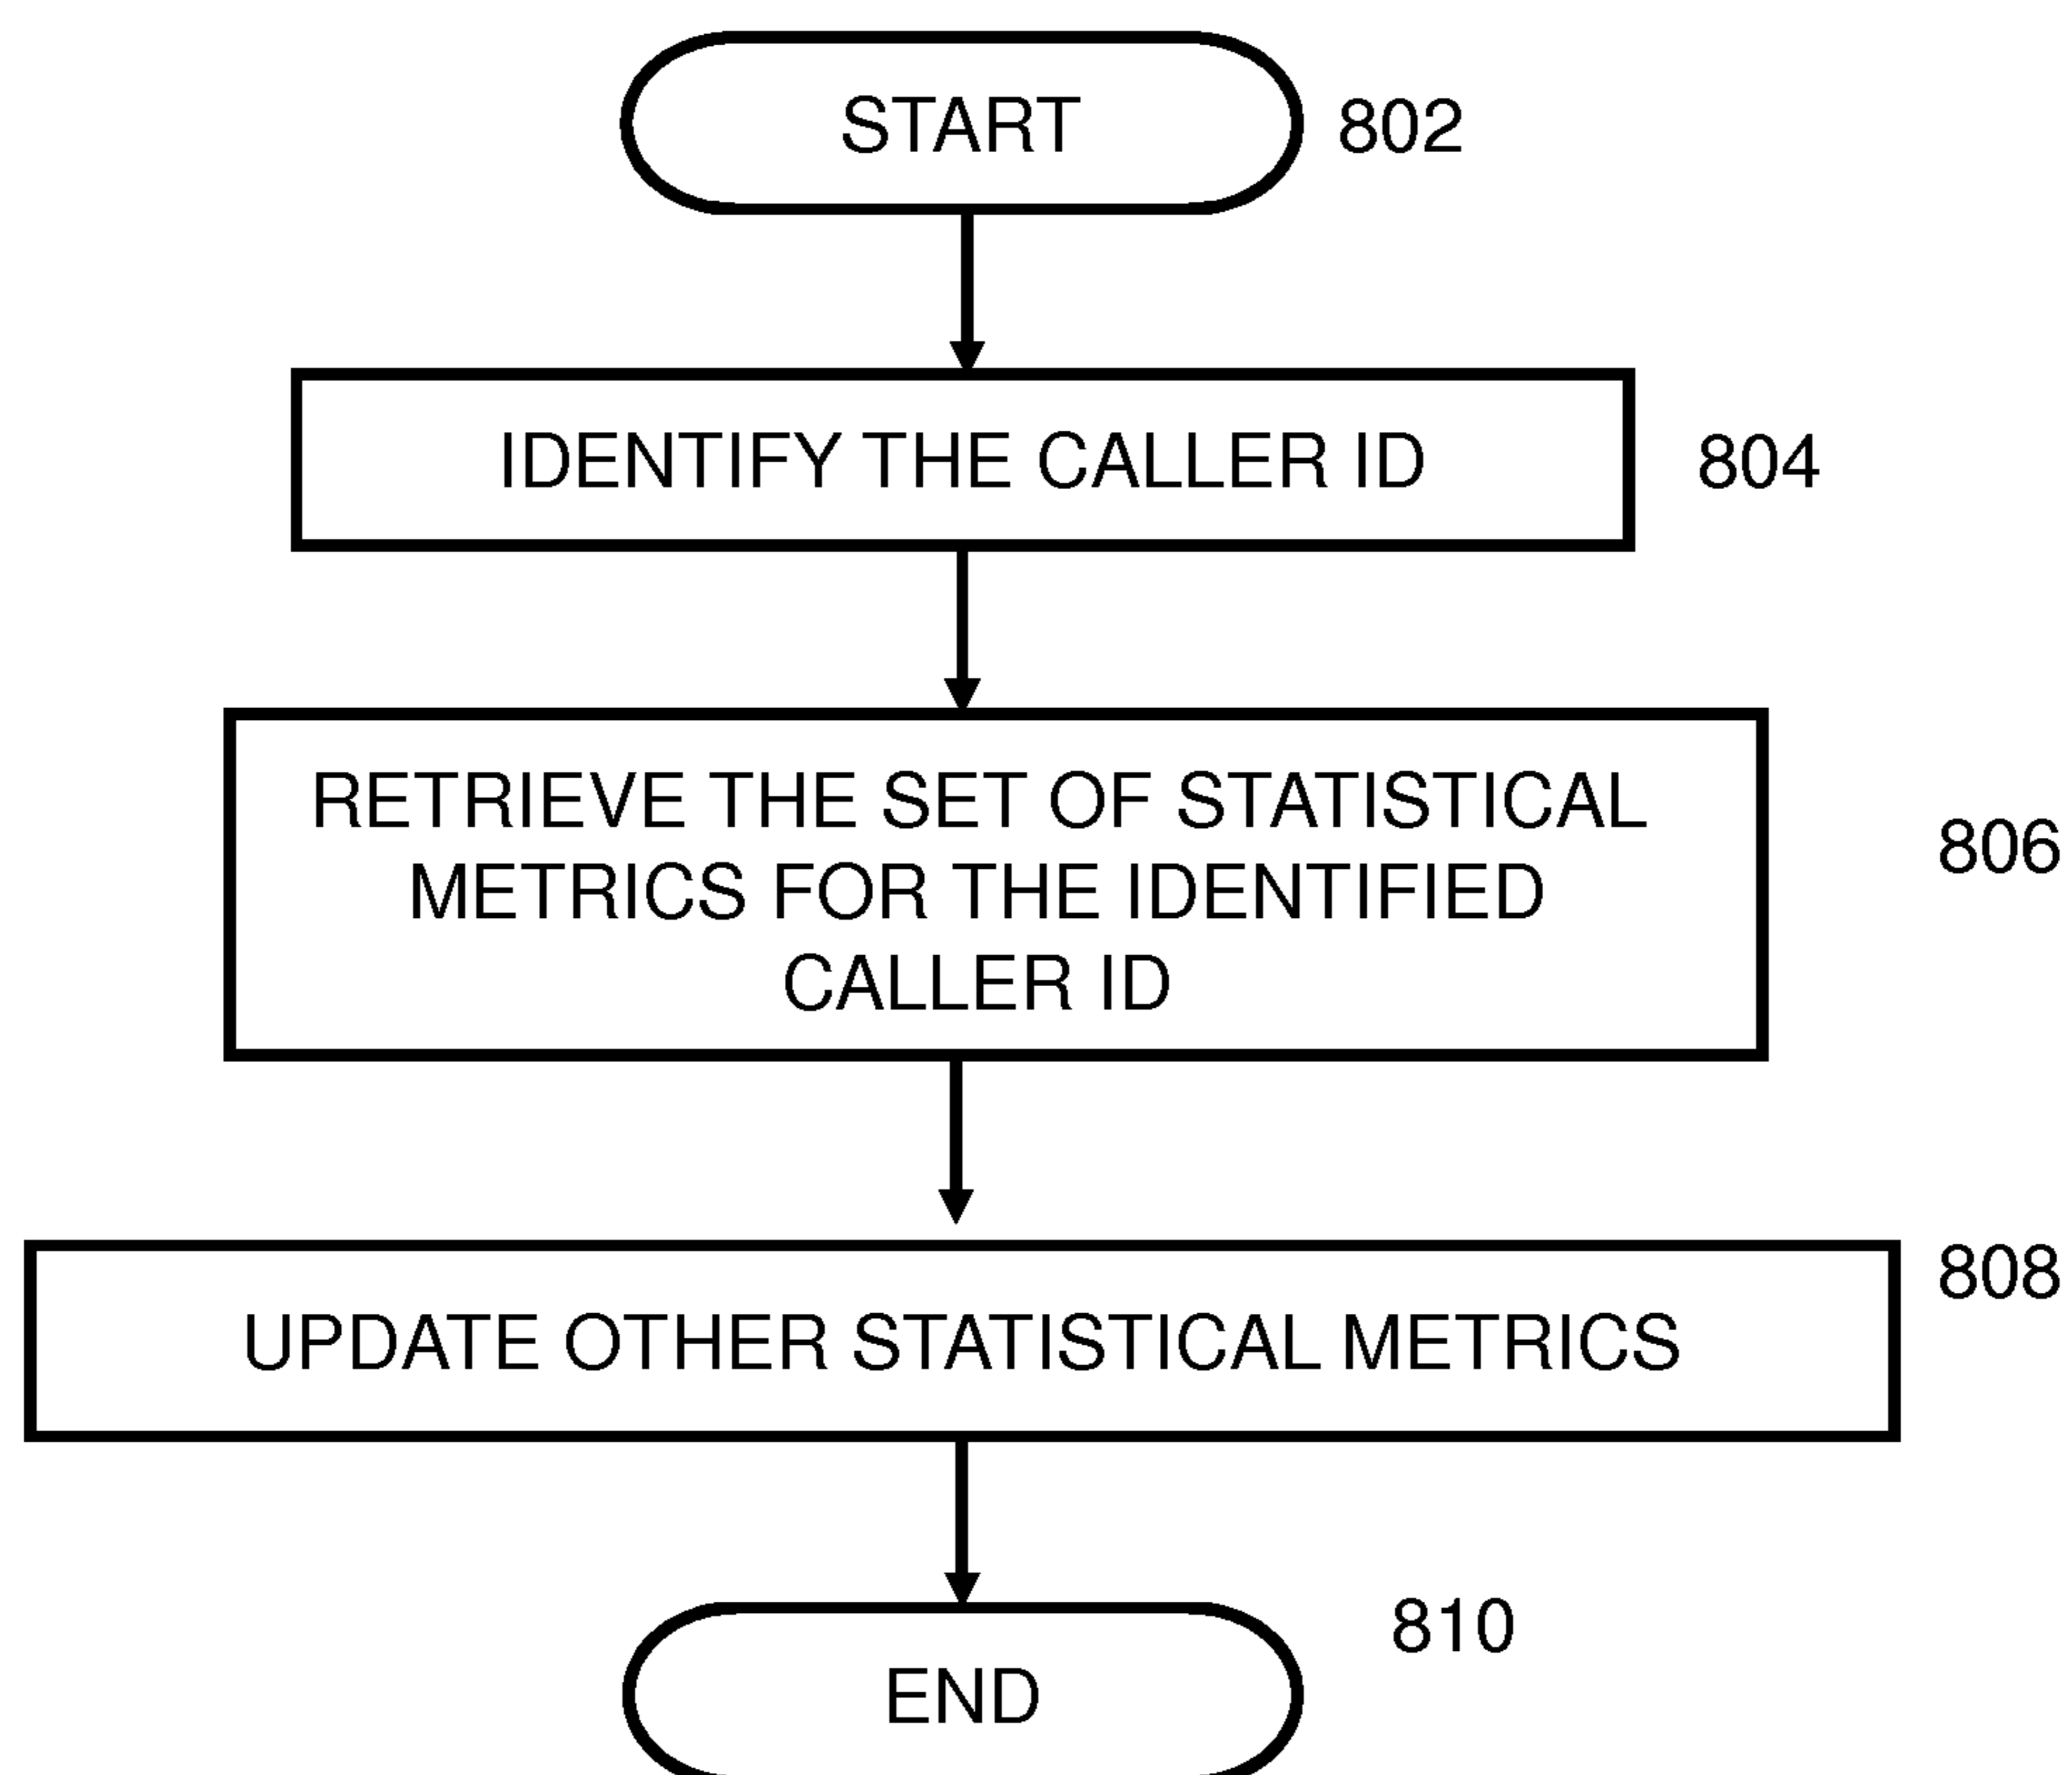 START
802
IDENTIFY THE CALLER ID
804
RETRIEVE THE SET OF STATISTICAL
METRICS FOR THE IDENTIFIED
CALLER ID
806
808
UPDATE OTHER STATISTICAL METRICS
810
END